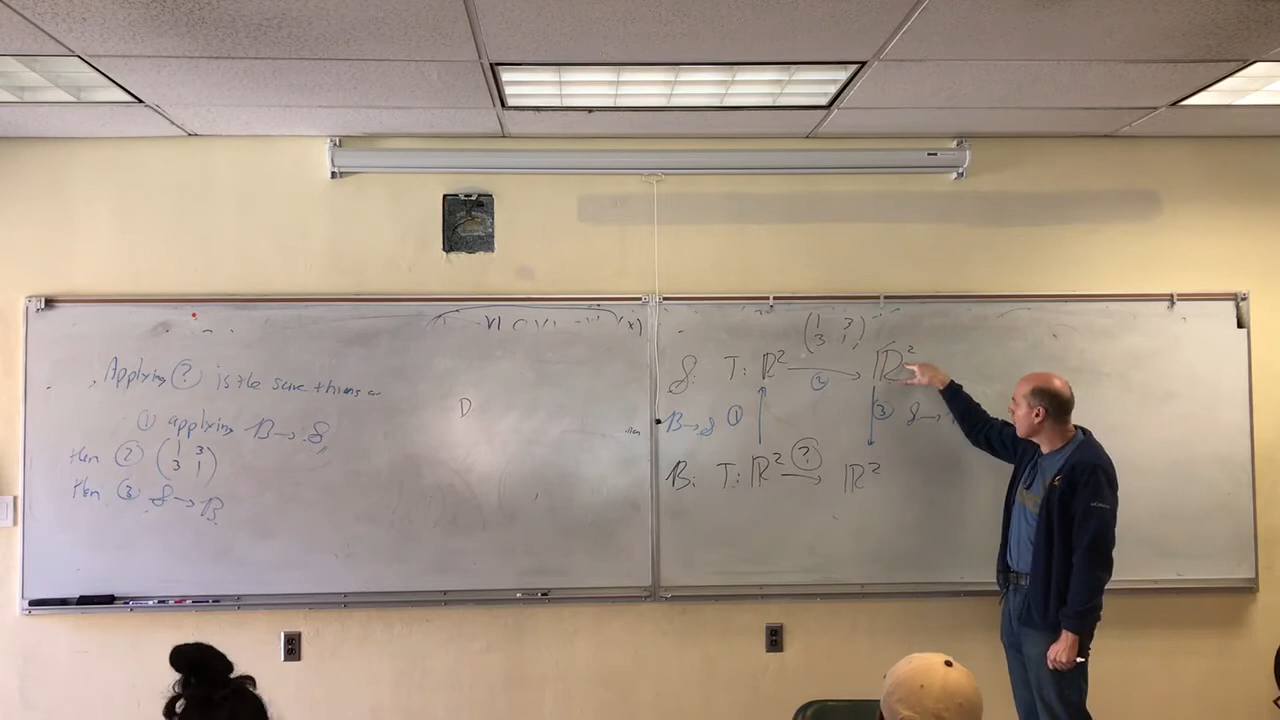 Applying ? is the same thing as
① applying B → S
then ② ( 1 3
3 1 )
then ③ S → B
D
( 1 3
3 1 )
S: T: ℝ² → ② ℝ²
B → S ① ③ S →
B: T: ℝ² → ? ℝ²